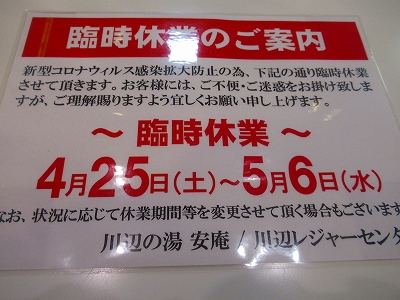 臨時休業のご案内
新型コロナウィルス感染拡大防止の為、下記の通り臨時休業
させて頂きます。お客様には、ご不便・ご迷惑をお掛け致しま
すが、ご理解賜りますよう宜しくお願い申し上げます。
～ 臨時休業 ～
4月25日(土)～5月6日(水)
なお、状況に応じて休業期間等を変更させて頂く場合もございます
川辺の湯 安庵 / 川辺レジャーセンタ